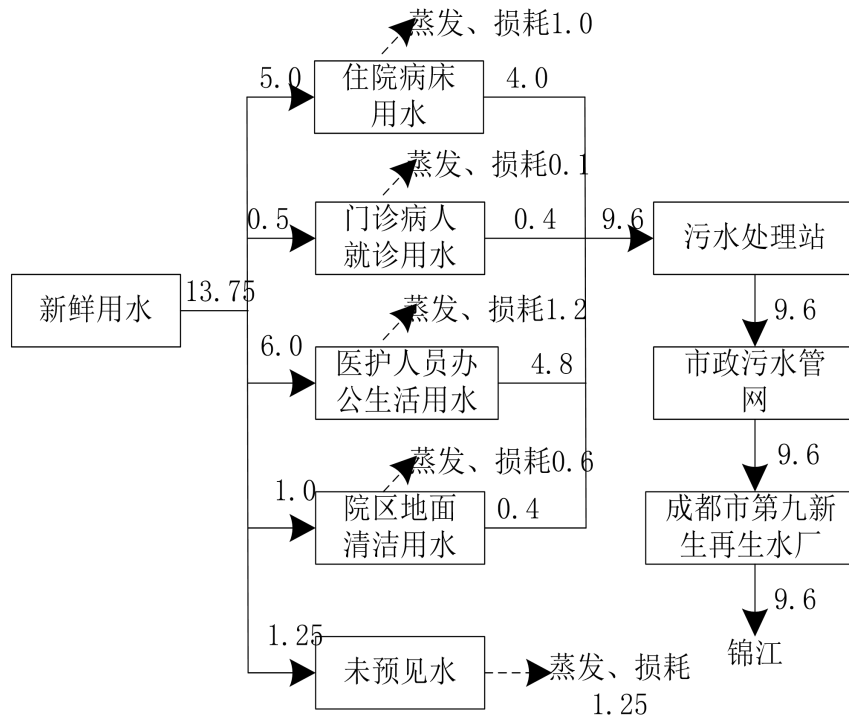 蒸发、损耗1.0
5.0
住院病床
用水
4.0
蒸发、损耗0.1
0.5
门诊病人
就诊用水
0.4
9.6
污水处理站
新鲜用水
13.75
9.6
蒸发、损耗1.2
6.0
医护人员办
公生活用水
4.8
市政污水管
网
9.6
蒸发、损耗0.6
1.0
院区地面
清洁用水
0.4
成都市第九新
生再生水厂
9.6
1.25
未预见水
蒸发、损耗
1.25
锦江